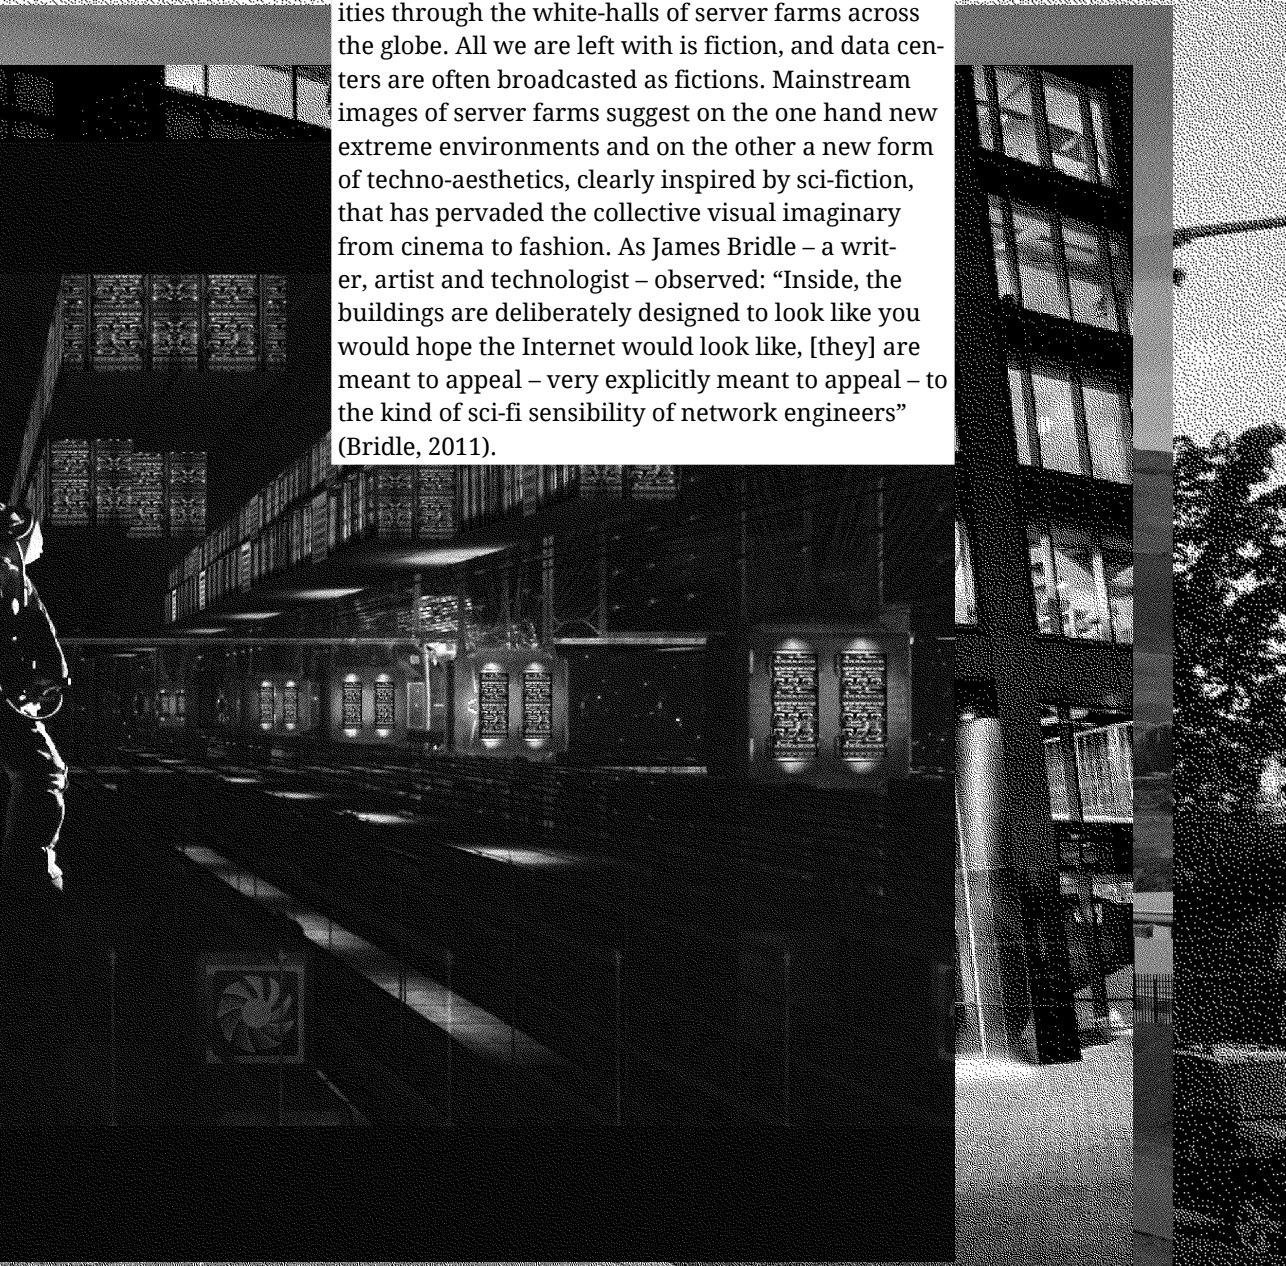 ities through the white-halls of server farms across
the globe. All we are left with is fiction, and data cen-
ters are often broadcasted as fictions. Mainstream
images of server farms suggest on the one hand new
extreme environments and on the other a new form
of techno-aesthetics, clearly inspired by sci-fiction,
that has pervaded the collective visual imaginary
from cinema to fashion. As James Bridle – a writ-
er, artist and technologist – observed: “Inside, the
buildings are deliberately designed to look like you
would hope the Internet would look like, [they] are
meant to appeal – very explicitly meant to appeal – to
the kind of sci-fi sensibility of network engineers”
(Bridle, 2011).